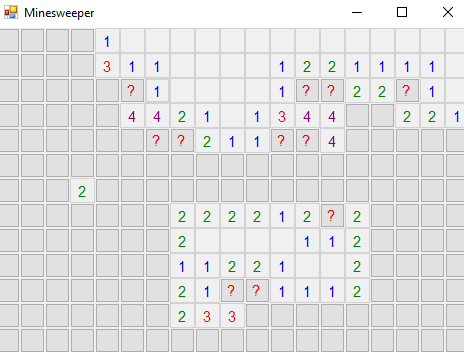 Minesweeper
1
3 1 1 1 2 2 1 1 1 1
? 1 1 ? ? 2 2 ? 1
4 4 2 1 1 3 4 4 2 2 1
? ? 2 1 1 ? ? 4
2
2 2 2 2 1 2 ? 2
2 1 1 2
1 1 2 2 1 2
2 1 ? ? 1 1 1 2
2 3 3